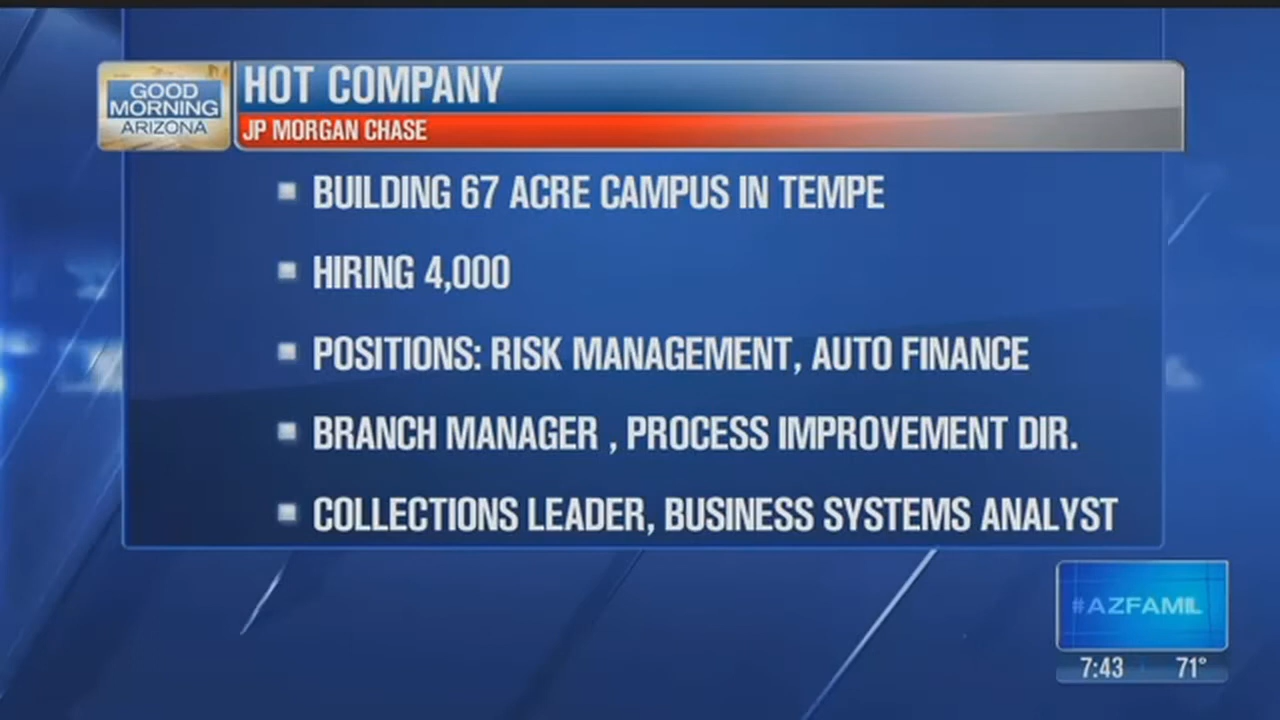 GOOD
MORNING
ARIZONA
HOT COMPANY
JP MORGAN CHASE
BUILDING 67 ACRE CAMPUS IN TEMPE
HIRING 4,000
POSITIONS: RISK MANAGEMENT, AUTO FINANCE
BRANCH MANAGER , PROCESS IMPROVEMENT DIR.
COLLECTIONS LEADER, BUSINESS SYSTEMS ANALYST
#AZFAMIL
7:43 71°